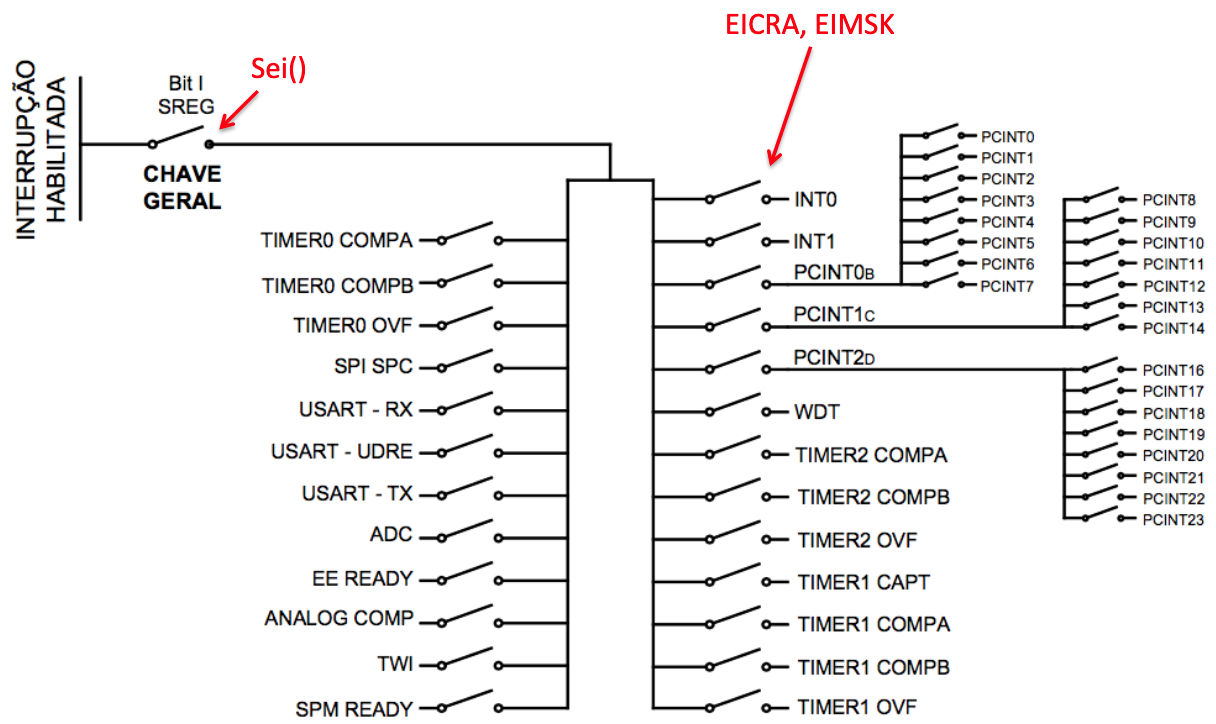 EICRA, EIMSK
Sei()
INTERRUPÇÃO
HABILITADA
Bit I
SREG
CHAVE
GERAL
TIMER0 COMPA
TIMER0 COMPB
TIMER0 OVF
SPI SPC
USART - RX
USART - UDRE
USART - TX
ADC
EE READY
ANALOG COMP
TWI
SPM READY
INT0
INT1
PCINT0B
PCINT1C
PCINT2D
WDT
TIMER2 COMPA
TIMER2 COMPB
TIMER2 OVF
TIMER1 CAPT
TIMER1 COMPA
TIMER1 COMPB
TIMER1 OVF
PCINT0
PCINT1
PCINT2
PCINT3
PCINT4
PCINT5
PCINT6
PCINT7
PCINT8
PCINT9
PCINT10
PCINT11
PCINT12
PCINT13
PCINT14
PCINT16
PCINT17
PCINT18
PCINT19
PCINT20
PCINT21
PCINT22
PCINT23